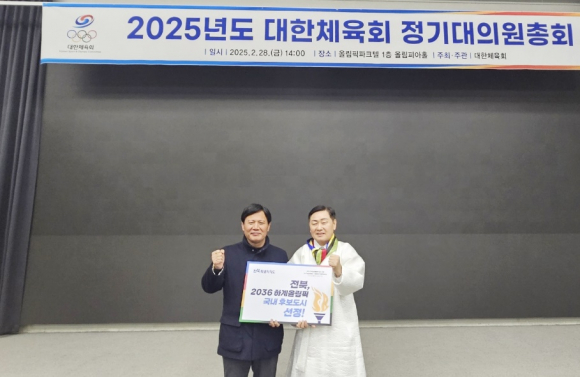 2025년도 대한체육회 정기대의원총회
대한체육회
| 일시 | 2025.2.28.(금) 14:00 | 장소 | 올림픽파크텔 1층 올림피아홀 | 주최·주관 | 대한체육회
전북,
2036 하계올림픽
국내 후보도시
선정!